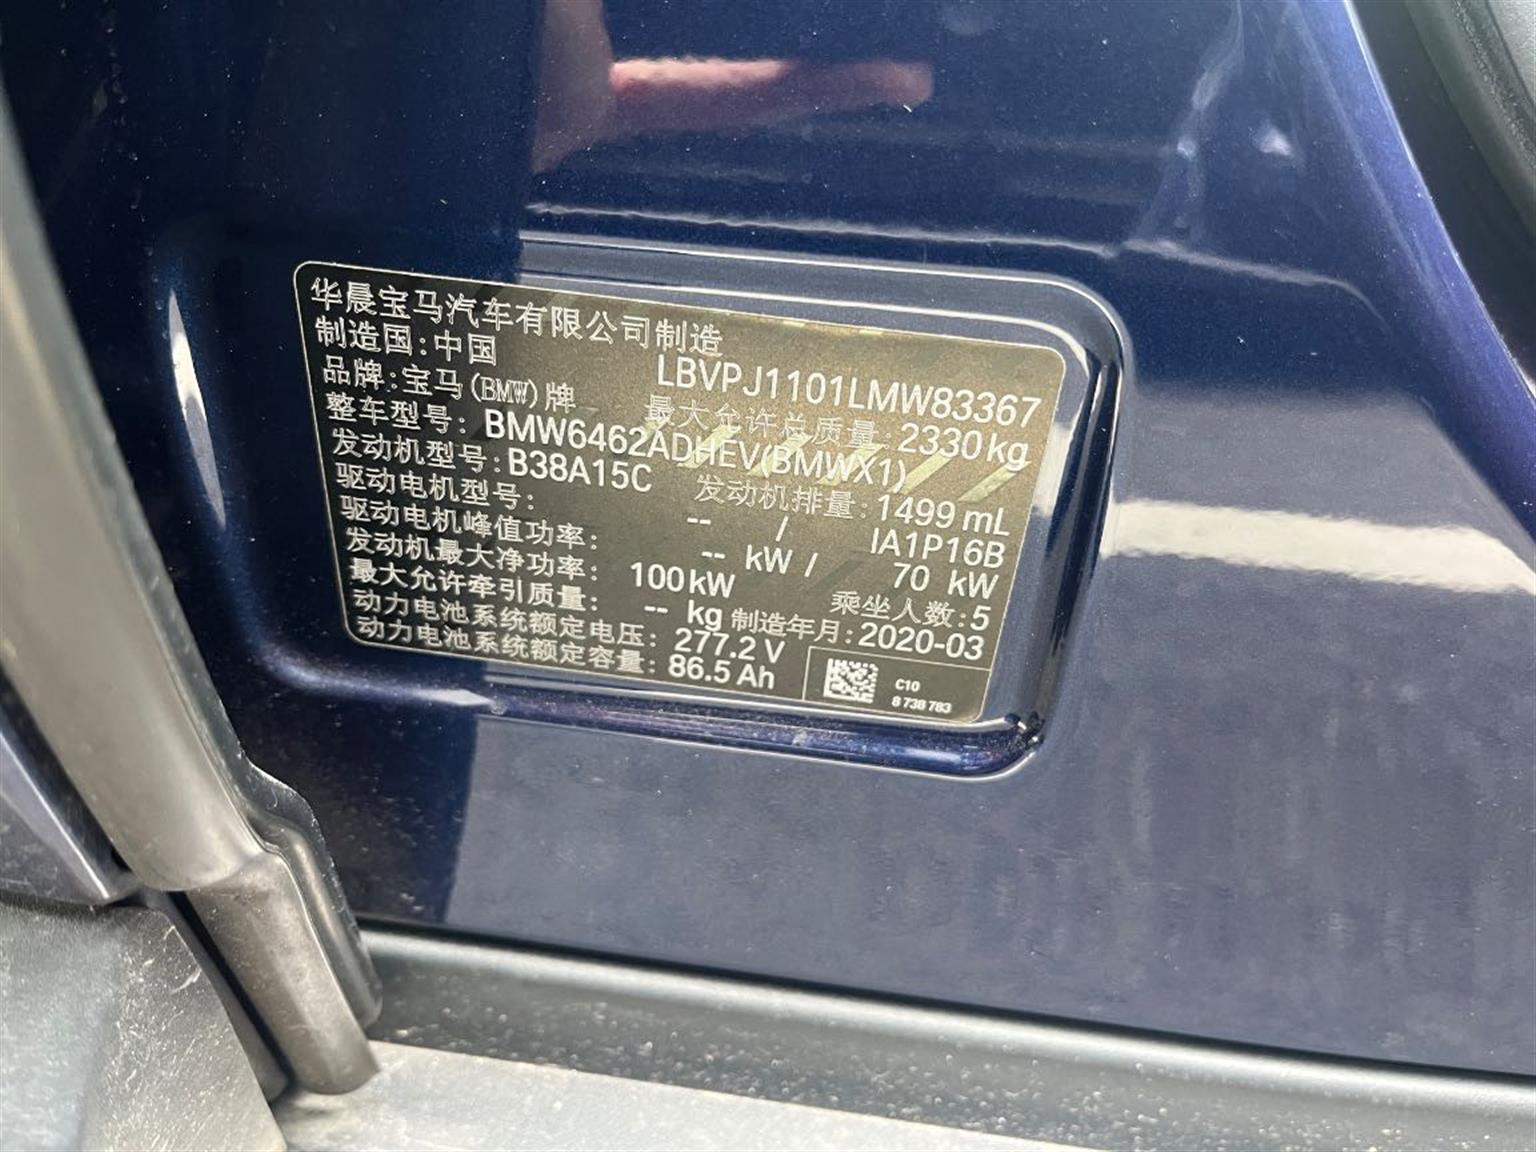 华晨宝马汽车有限公司制造
制造国:中国
LBVPJ1101LMW83367
品牌:宝马(BMW)牌
最大允许总质量:2330kg
整车型号:BMW6462ADHEV(BMWX1)
发动机型号:B38A15C 发动机排量:1499mL
驱动电机型号: -- / IA1P16B
驱动电机峰值功率: -- kW / 70 kW
发动机最大净功率: 100kW 乘坐人数:5
最大允许牵引质量: -- kg 制造年月:2020-03
动力电池系统额定电压: 277.2 V
动力电池系统额定容量: 86.5 Ah
C10
8 738 783